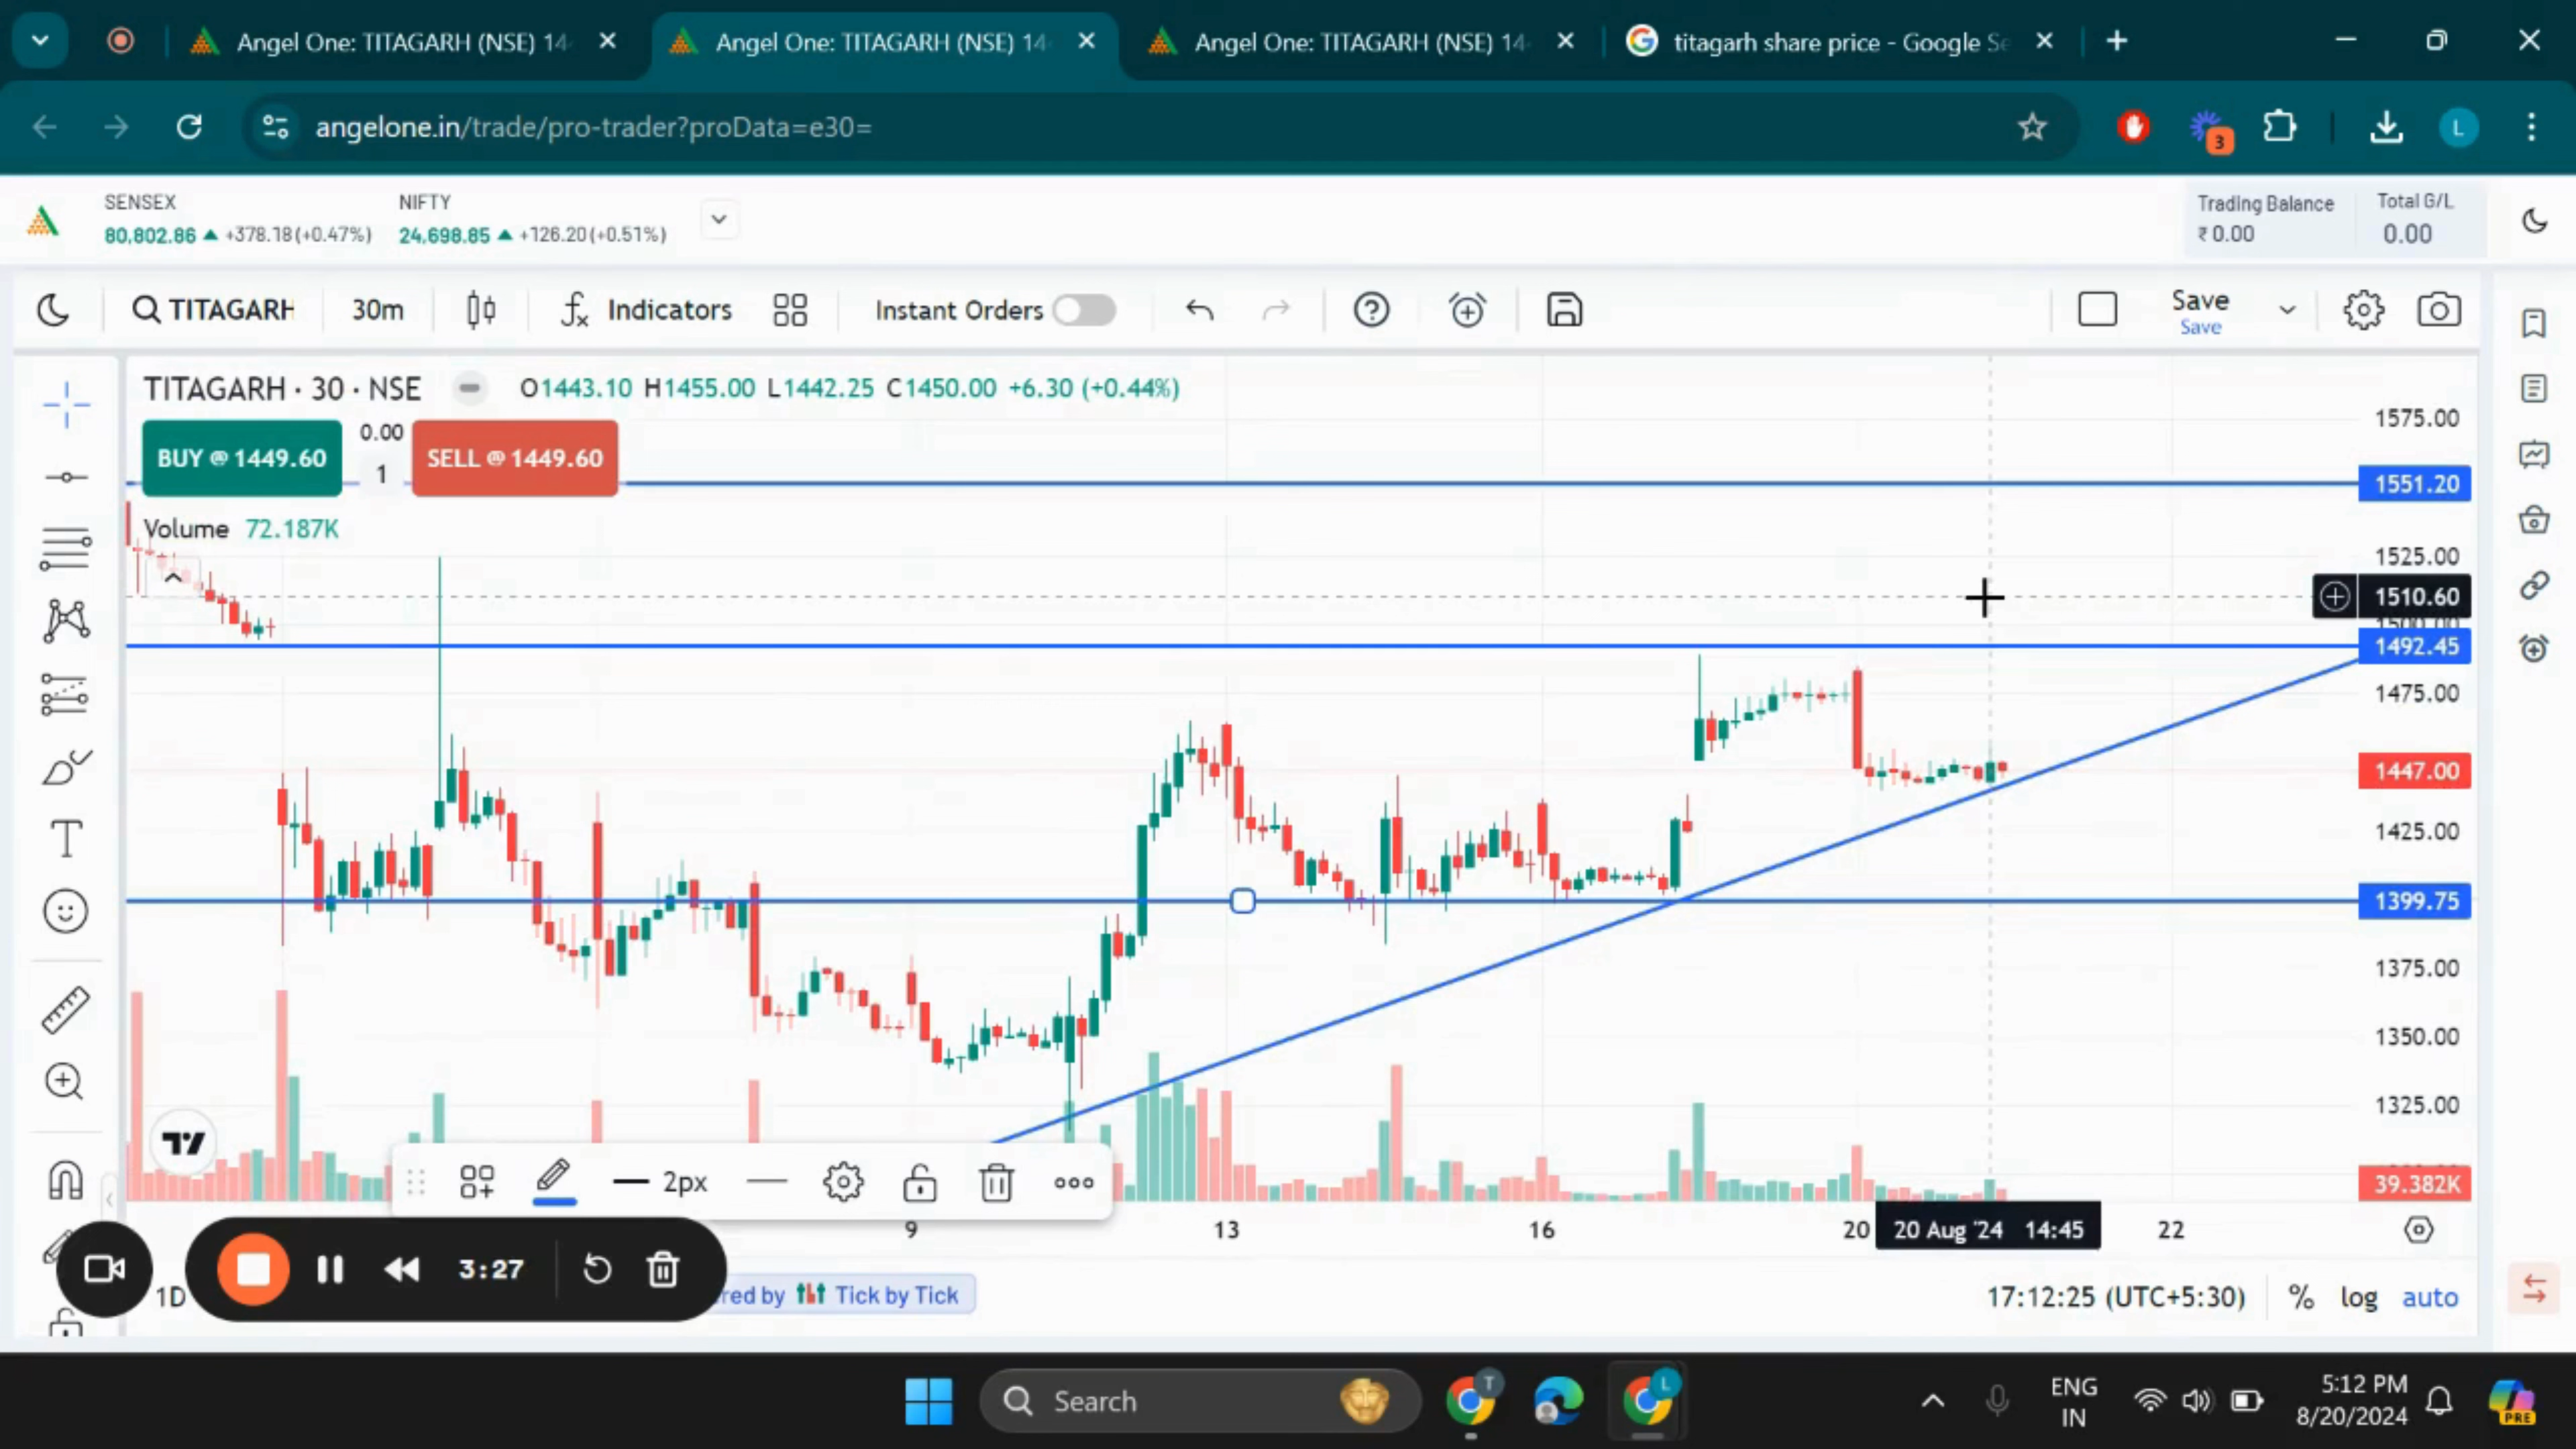 Angel One: TITAGARH (NSE) 14
Angel One: TITAGARH (NSE) 14
Angel One: TITAGARH (NSE) 14
titagarh share price - Google Se
angelone.in/trade/pro-trader?proData=e30=
3
L
SENSEX
80,802.86 ▲ +378.18(+0.47%)
NIFTY
24,698.85 ▲ +126.20(+0.51%)
Trading Balance
₹ 0.00
Total G/L
0.00
TITAGARH
30m
Indicators
Instant Orders
Save
Save
TITAGARH · 30 · NSE
O1443.10 H1455.00 L1442.25 C1450.00 +6.30 (+0.44%)
BUY @ 1449.60
0.00
1
SELL @ 1449.60
Volume 72.187K
1575.00
1551.20
1525.00
1510.60
1492.45
1475.00
1447.00
1425.00
1399.75
1375.00
1350.00
1325.00
39.382K
2px
9
13
16
20
20 Aug '24 14:45
22
3:27
1D
red by Tick by Tick
17:12:25 (UTC+5:30)
%
log
auto
Search
T
L
ENG
IN
5:12 PM
8/20/2024
PRE